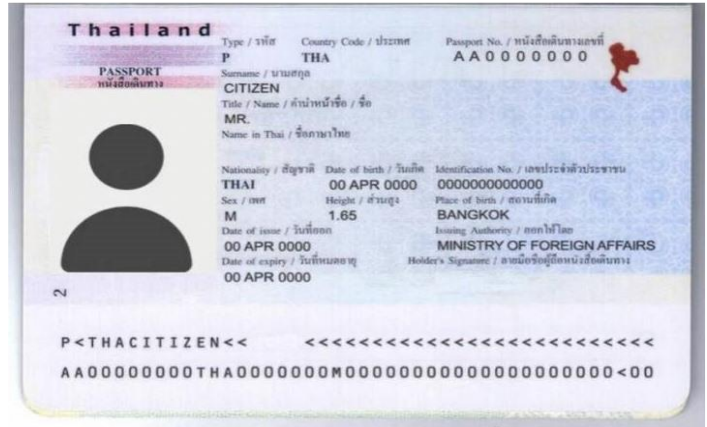 Thailand
Type / รหัส Country Code / ประเทศ Passport No. / หนังสือเดินทางเลขที่
P THA AA0000000
PASSPORT
หนังสือเดินทาง
Surname / นามสกุล
CITIZEN
Title / Name / คำนำหน้าชื่อ / ชื่อ
MR.
Name in Thai / ชื่อภาษาไทย
Nationality / สัญชาติ Date of birth / วันเกิด Identification No. / เลขประจำตัวประชาชน
THAI 00 APR 0000 0000000000000
Sex / เพศ Height / ส่วนสูง Place of birth / สถานที่เกิด
M 1.65 BANGKOK
Date of issue / วันที่ออก Issuing Authority / ออกให้โดย
00 APR 0000 MINISTRY OF FOREIGN AFFAIRS
Date of expiry / วันที่หมดอายุ Holder's Signature / ลายมือชื่อผู้ถือหนังสือเดินทาง
00 APR 0000
2
P<THACITIZEN<< <<<<<<<<<<<<<<<<<<<<<<<<<<
AA00000000THA0000000M00000000000000000000<00